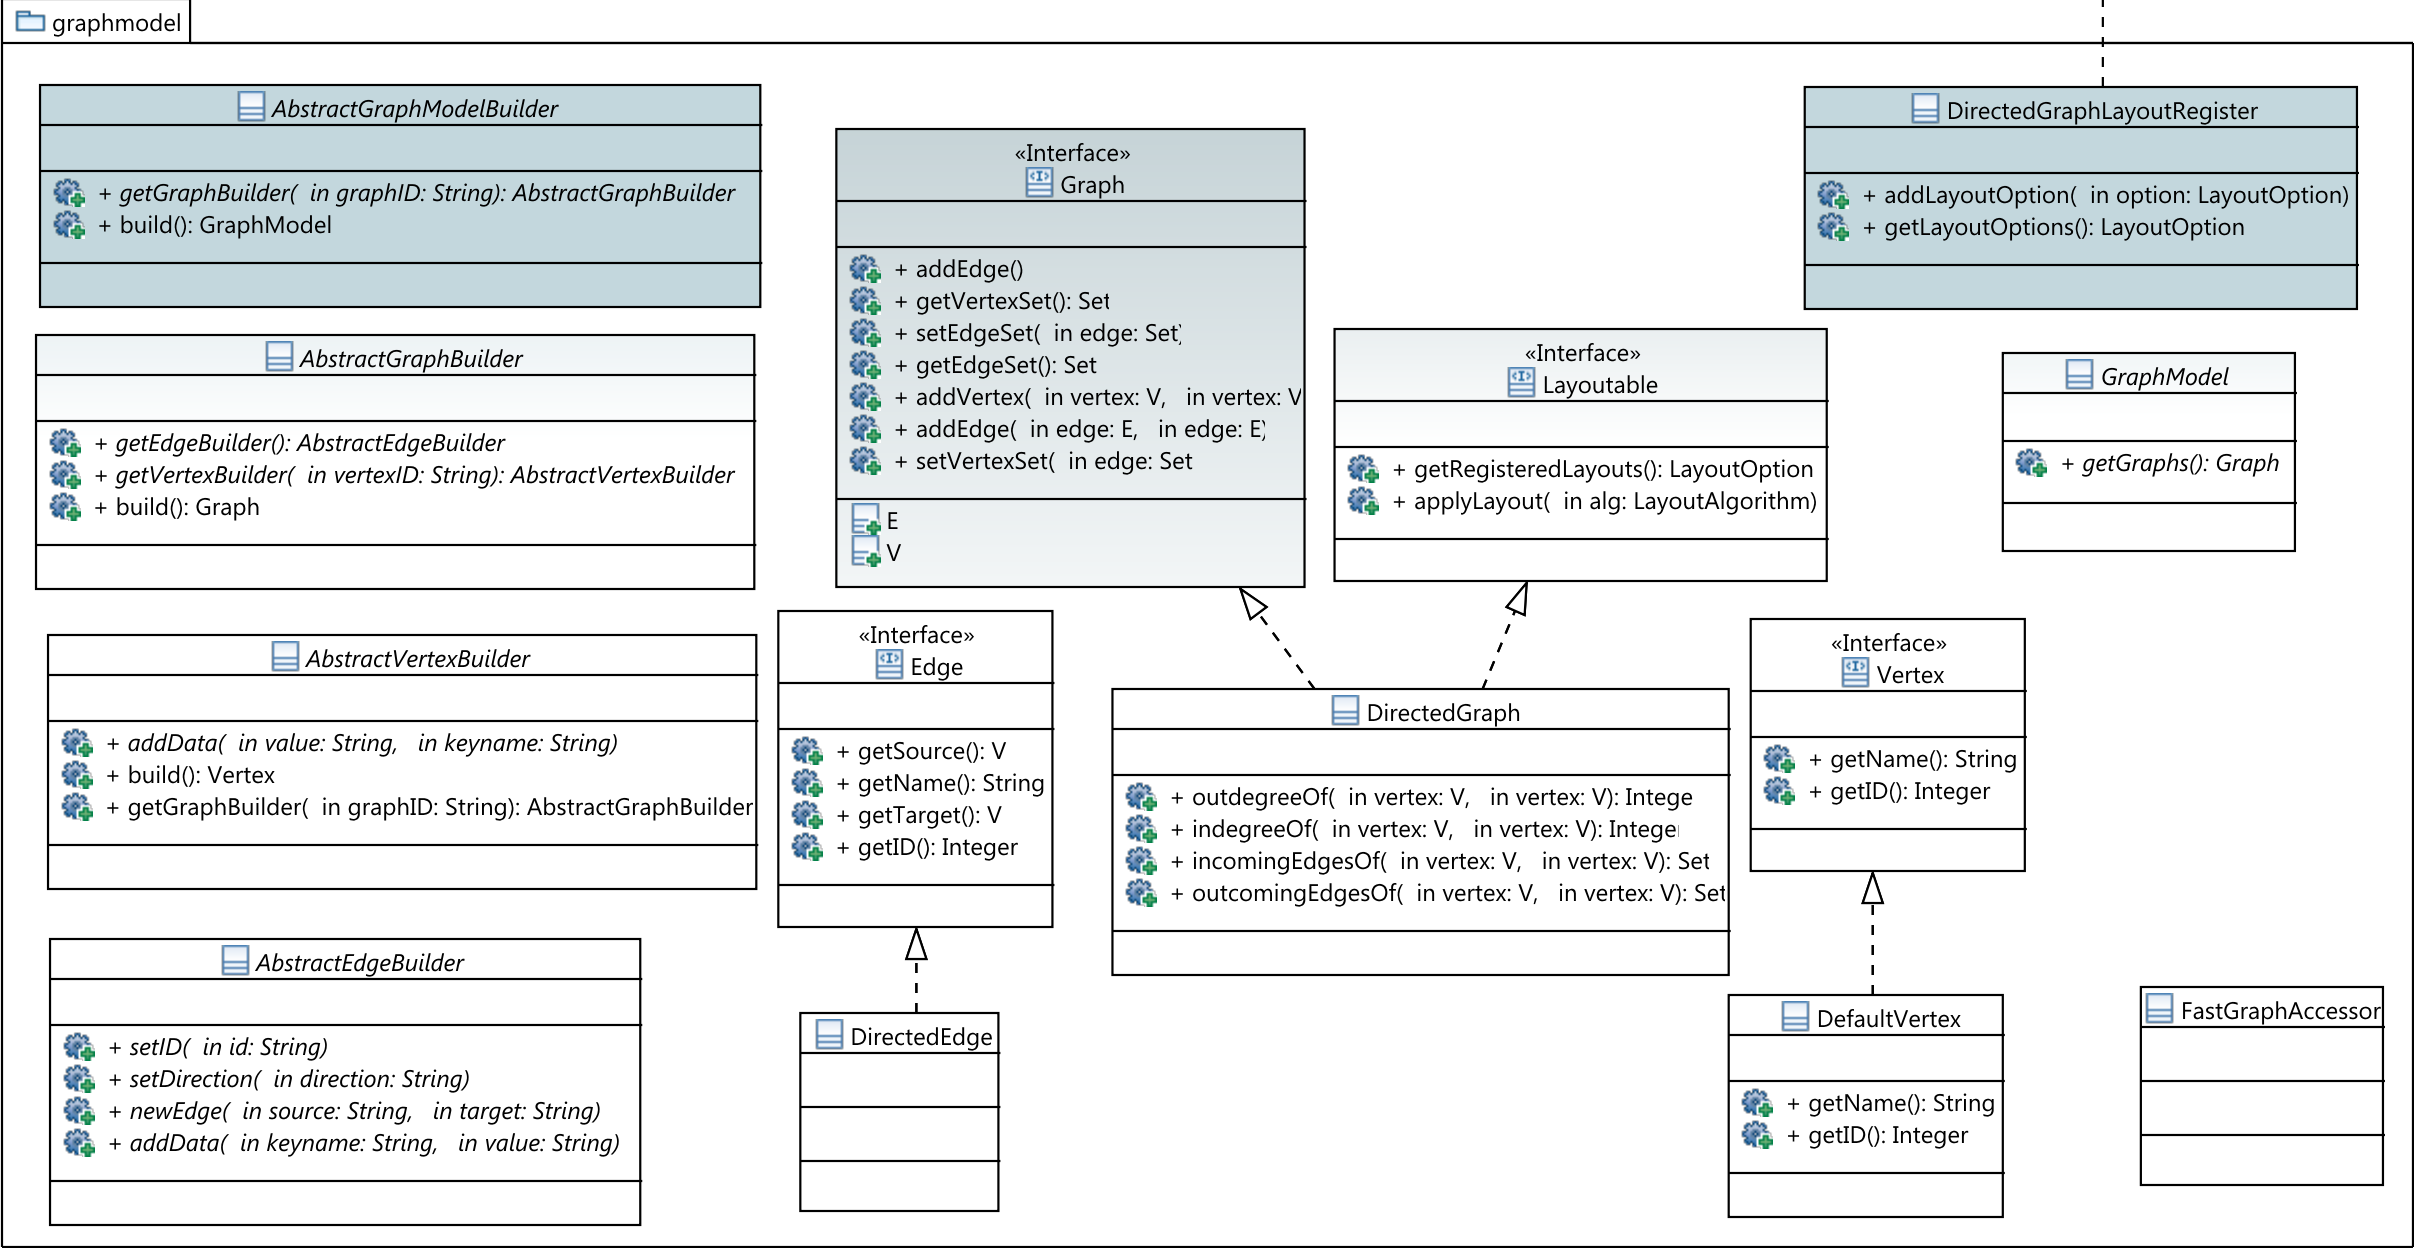 graphmodel
AbstractGraphModelBuilder
+ getGraphBuilder( in graphID: String): AbstractGraphBuilder
+ build(): GraphModel
AbstractGraphBuilder
+ getEdgeBuilder(): AbstractEdgeBuilder
+ getVertexBuilder( in vertexID: String): AbstractVertexBuilder
+ build(): Graph
AbstractVertexBuilder
+ addData( in value: String, in keyname: String)
+ build(): Vertex
+ getGraphBuilder( in graphID: String): AbstractGraphBuilder
AbstractEdgeBuilder
+ setID( in id: String)
+ setDirection( in direction: String)
+ newEdge( in source: String, in target: String)
+ addData( in keyname: String, in value: String)
«Interface»
Graph
+ addEdge()
+ getVertexSet(): Set
+ setEdgeSet( in edge: Set)
+ getEdgeSet(): Set
+ addVertex( in vertex: V, in vertex: V
+ addEdge( in edge: E, in edge: E)
+ setVertexSet( in edge: Set
E
V
«Interface»
Edge
+ getSource(): V
+ getName(): String
+ getTarget(): V
+ getID(): Integer
DirectedEdge
«Interface»
Layoutable
+ getRegisteredLayouts(): LayoutOption
+ applyLayout( in alg: LayoutAlgorithm)
DirectedGraph
+ outdegreeOf( in vertex: V, in vertex: V): Intege
+ indegreeOf( in vertex: V, in vertex: V): Integer
+ incomingEdgesOf( in vertex: V, in vertex: V): Set
+ outcomingEdgesOf( in vertex: V, in vertex: V): Set
DirectedGraphLayoutRegister
+ addLayoutOption( in option: LayoutOption)
+ getLayoutOptions(): LayoutOption
GraphModel
+ getGraphs(): Graph
«Interface»
Vertex
+ getName(): String
+ getID(): Integer
DefaultVertex
+ getName(): String
+ getID(): Integer
FastGraphAccessor